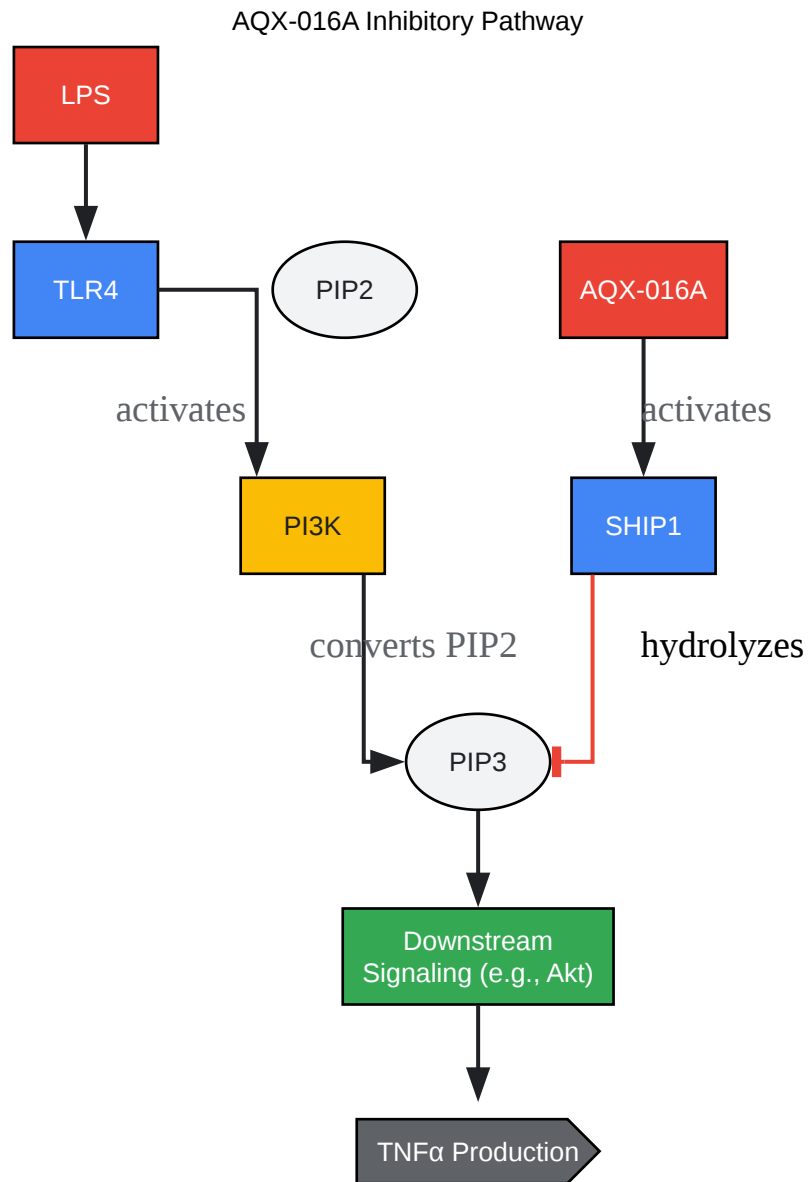 AQX-016A Inhibitory Pathway
LPS
TLR4
PIP2
AQX-016A
activates
activates
PI3K
SHIP1
converts PIP2
hydrolyzes
PIP3
Downstream
Signaling (e.g., Akt)
TNFα Production